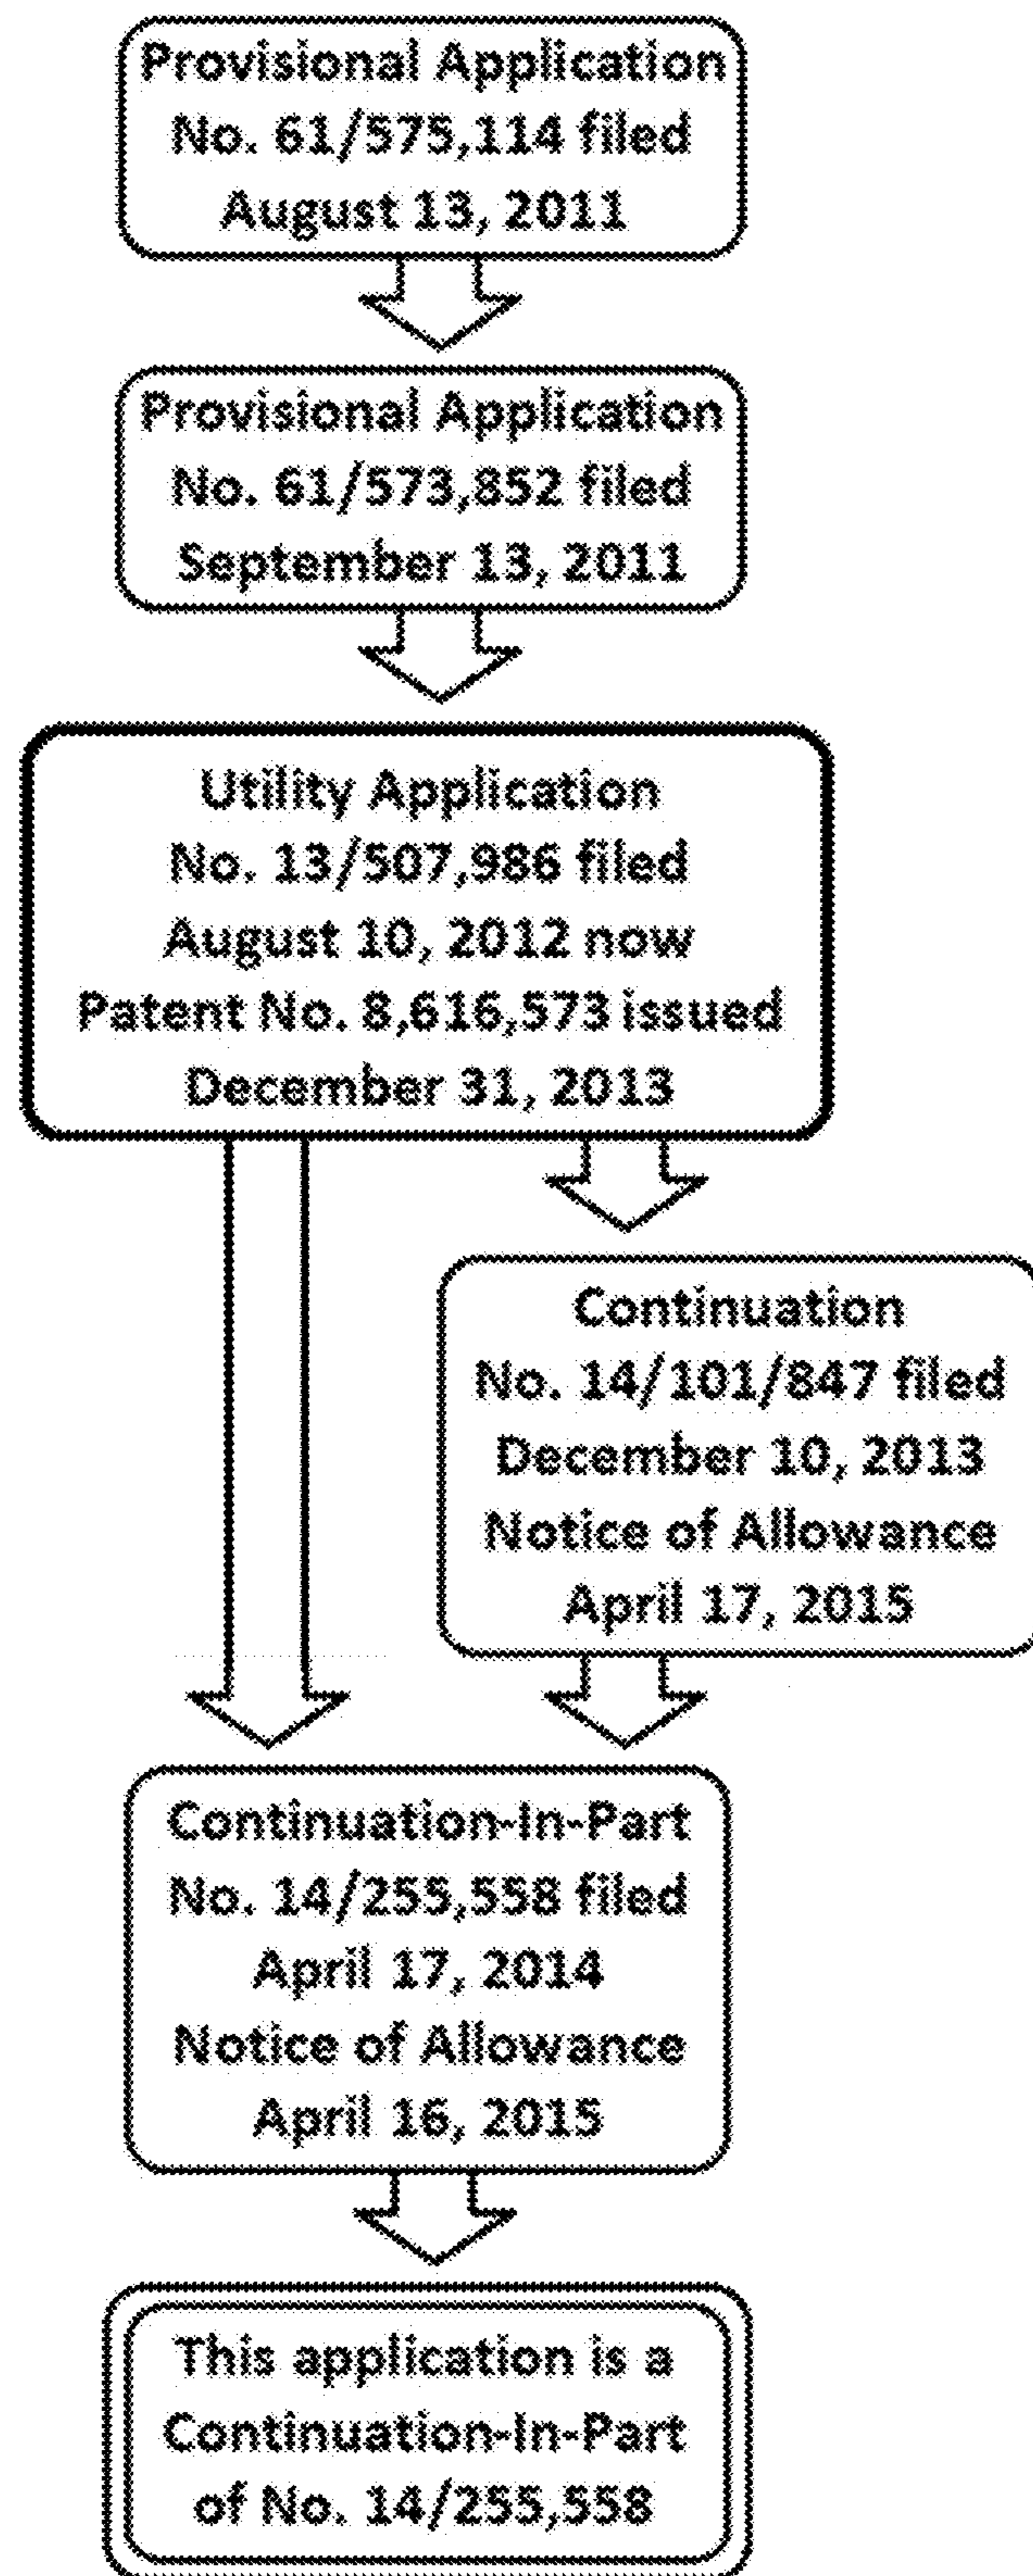 Provisional Application
No. 61/575,114 filed
August 13, 2011
Provisional Application
No. 61/573,852 filed
September 13, 2011
Utility Application
No. 13/507,986 filed
August 10, 2012 now
Patent No. 8,616,573 issued
December 31, 2013
Continuation
No. 14/101/847 filed
December 10, 2013
Notice of Allowance
April 17, 2015
Continuation-In-Part
No. 14/255,558 filed
April 17, 2014
Notice of Allowance
April 16, 2015
This application is a
Continuation-In-Part
of No. 14/255,558